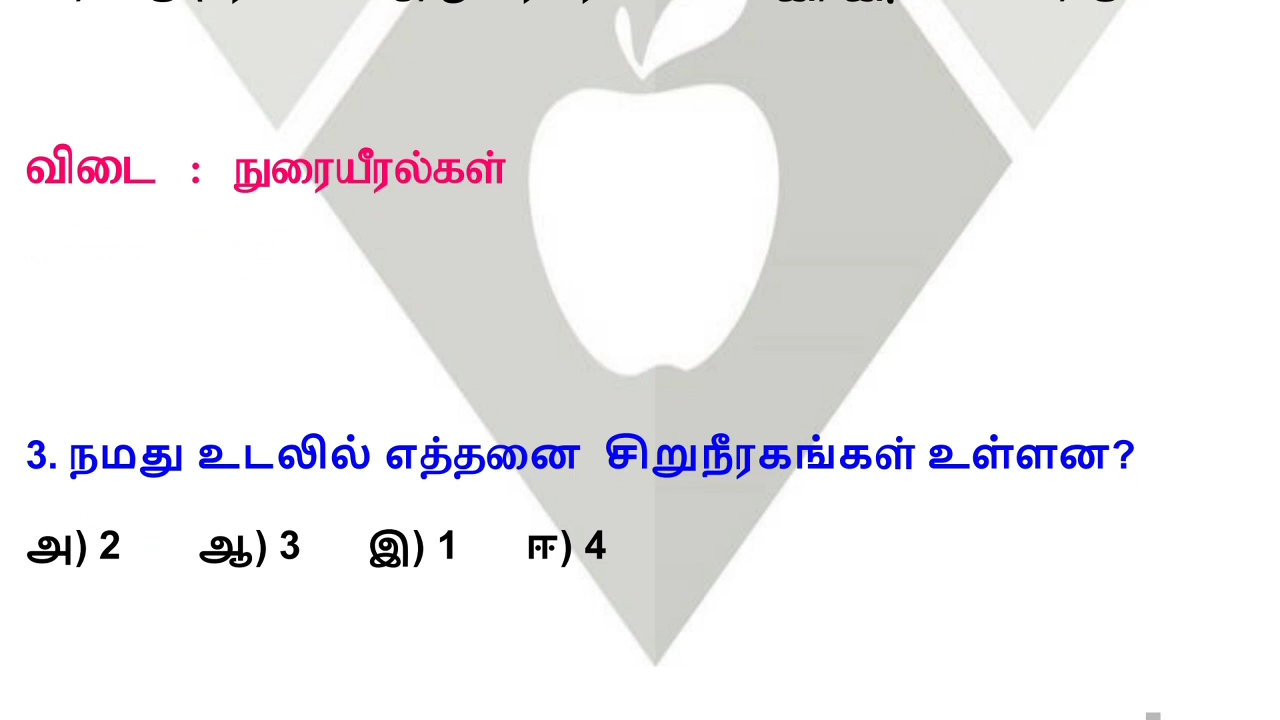 விடை : நுரையீரல்கள்
3. நமது உடலில் எத்தனை சிறுநீரகங்கள் உள்ளன?
அ) 2 ஆ) 3 இ) 1 ஈ) 4